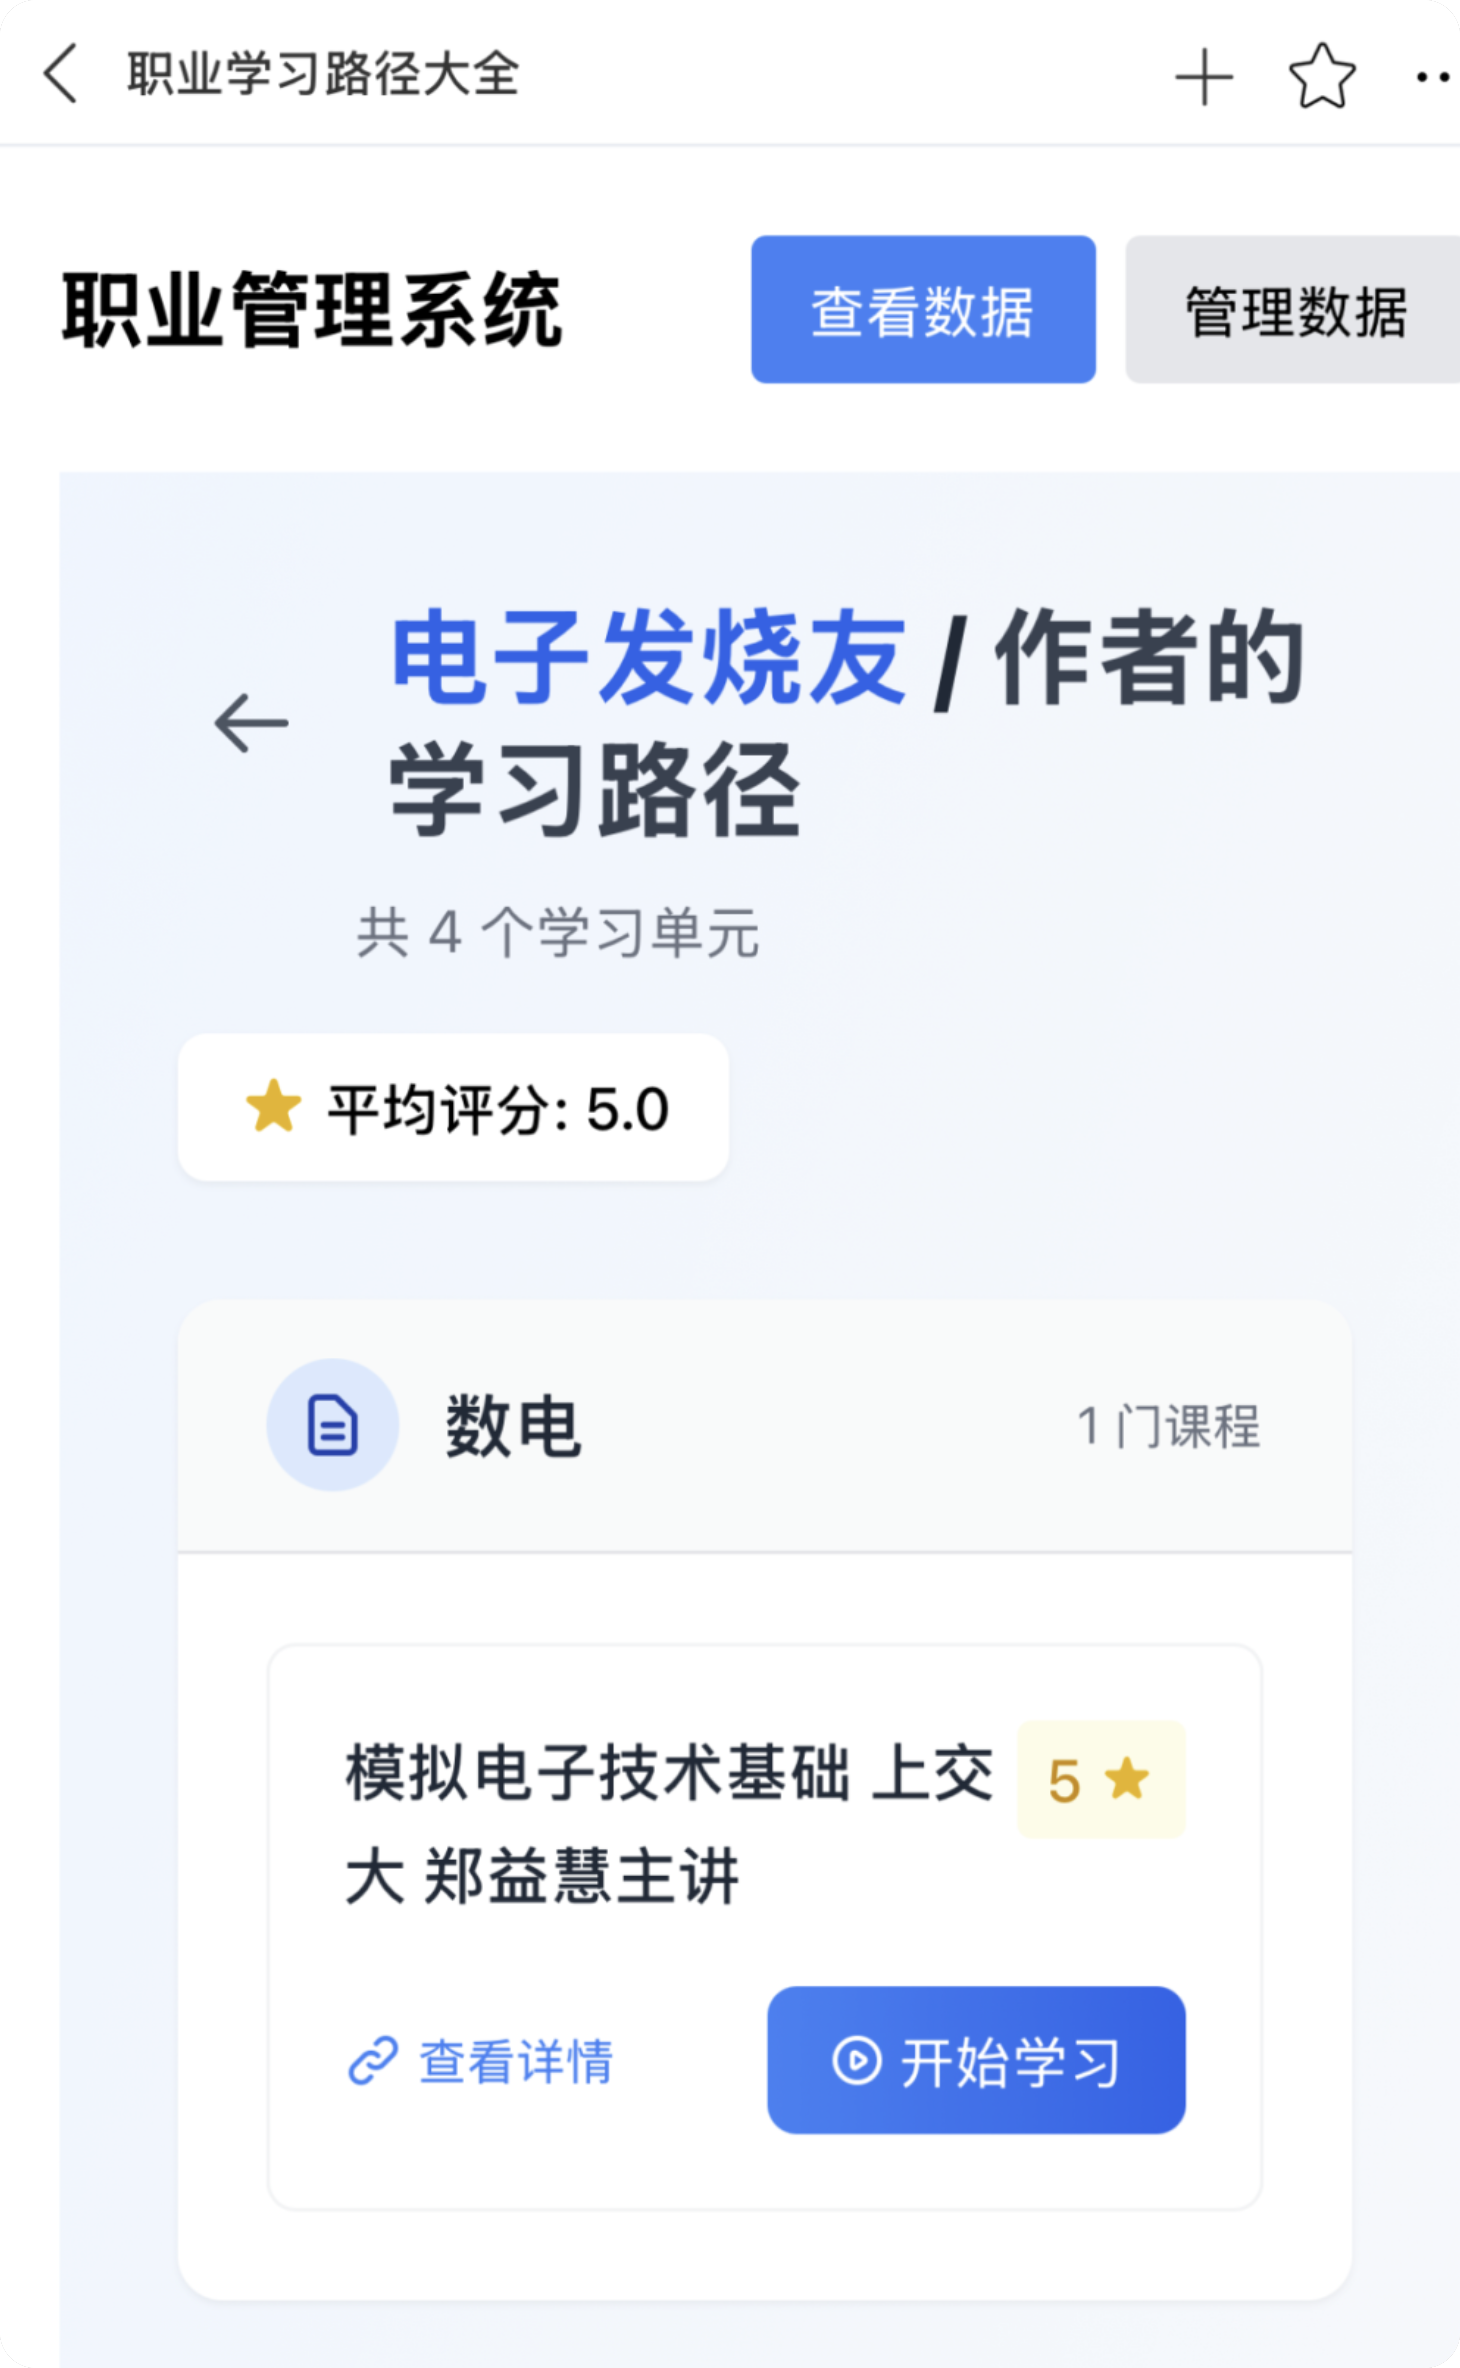 职业学习路径大全
职业管理系统
查看数据
管理数据
电子发烧友 / 作者的
学习路径
共 4 个学习单元
平均评分: 5.0
数电
1 门课程
模拟电子技术基础 上交
大 郑益慧主讲
5
查看详情
开始学习